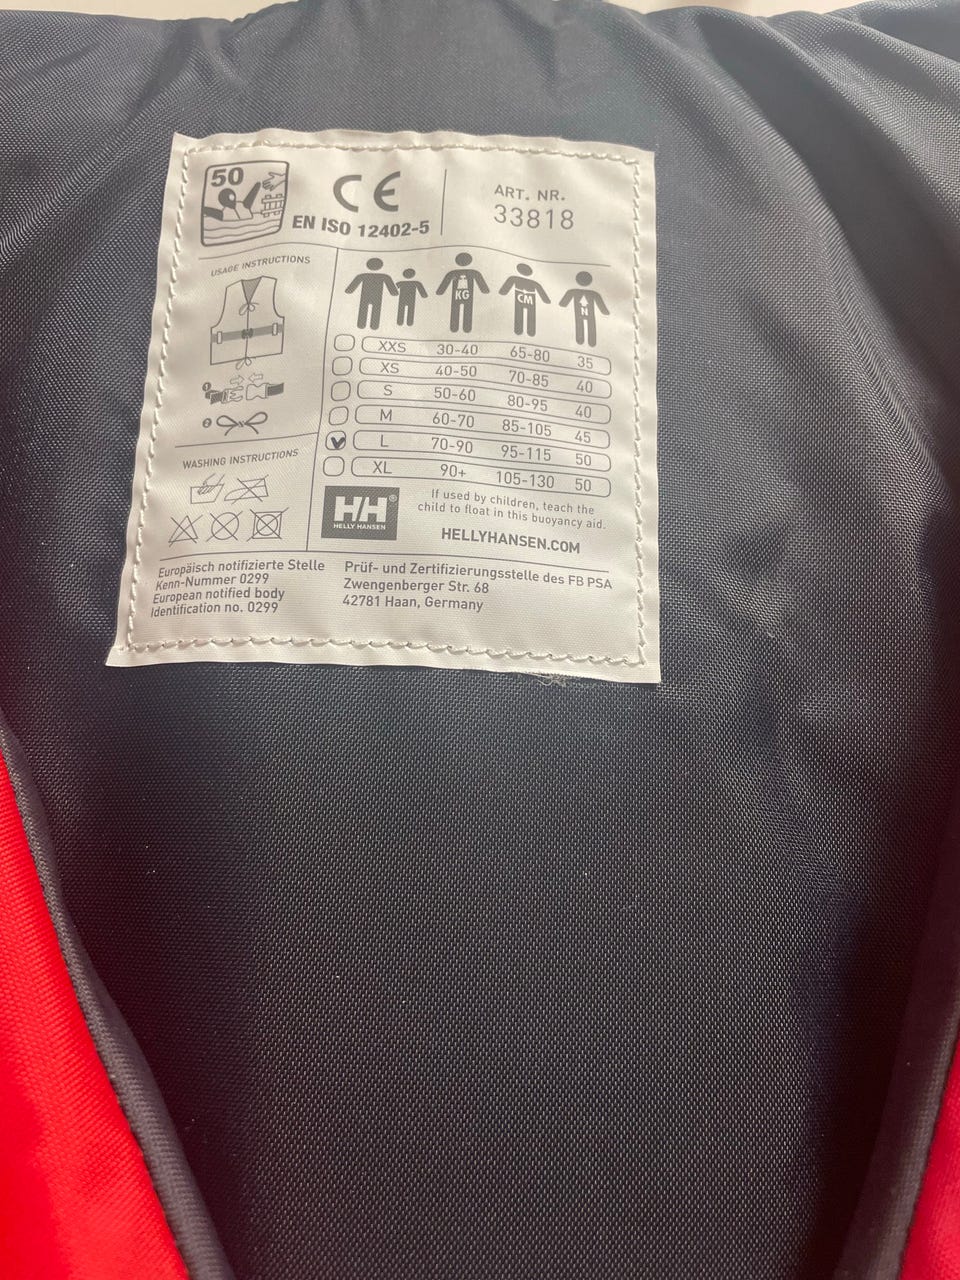 50
CE
EN ISO 12402-5
ART. NR.
33818
USAGE INSTRUCTIONS
1
2
WASHING INSTRUCTIONS
KG
CM
N
XXS 30-40 65-80 35
XS 40-50 70-85 40
S 50-60 80-95 40
M 60-70 85-105 45
L 70-90 95-115 50
XL 90+ 105-130 50
HH®
HELLY HANSEN
If used by children, teach the
child to float in this buoyancy aid.
HELLYHANSEN.COM
Europäisch notifizierte Stelle
Kenn-Nummer 0299
European notified body
Identification no. 0299
Prüf- und Zertifizierungsstelle des FB PSA
Zwengenberger Str. 68
42781 Haan, Germany